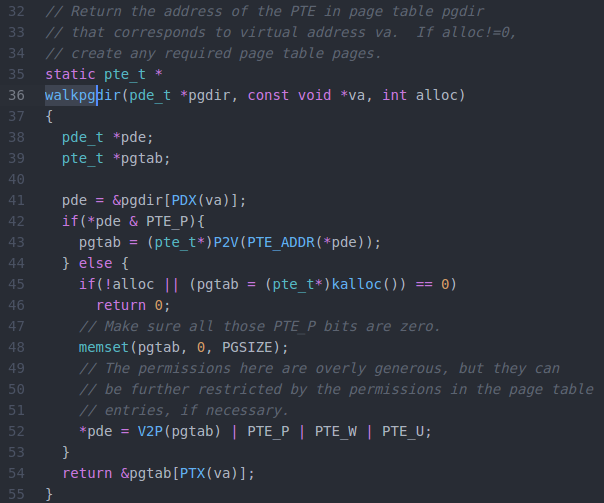 32 // Return the address of the PTE in page table pgdir
33 // that corresponds to virtual address va.  If alloc!=0,
34 // create any required page table pages.
35 static pte_t *
36 walkpgdir(pde_t *pgdir, const void *va, int alloc)
37 {
38   pde_t *pde;
39   pte_t *pgtab;
40
41   pde = &pgdir[PDX(va)];
42   if(*pde & PTE_P){
43     pgtab = (pte_t*)P2V(PTE_ADDR(*pde));
44   } else {
45     if(!alloc || (pgtab = (pte_t*)kalloc()) == 0)
46       return 0;
47     // Make sure all those PTE_P bits are zero.
48     memset(pgtab, 0, PGSIZE);
49     // The permissions here are overly generous, but they can
50     // be further restricted by the permissions in the page table
51     // entries, if necessary.
52     *pde = V2P(pgtab) | PTE_P | PTE_W | PTE_U;
53   }
54   return &pgtab[PTX(va)];
55 }